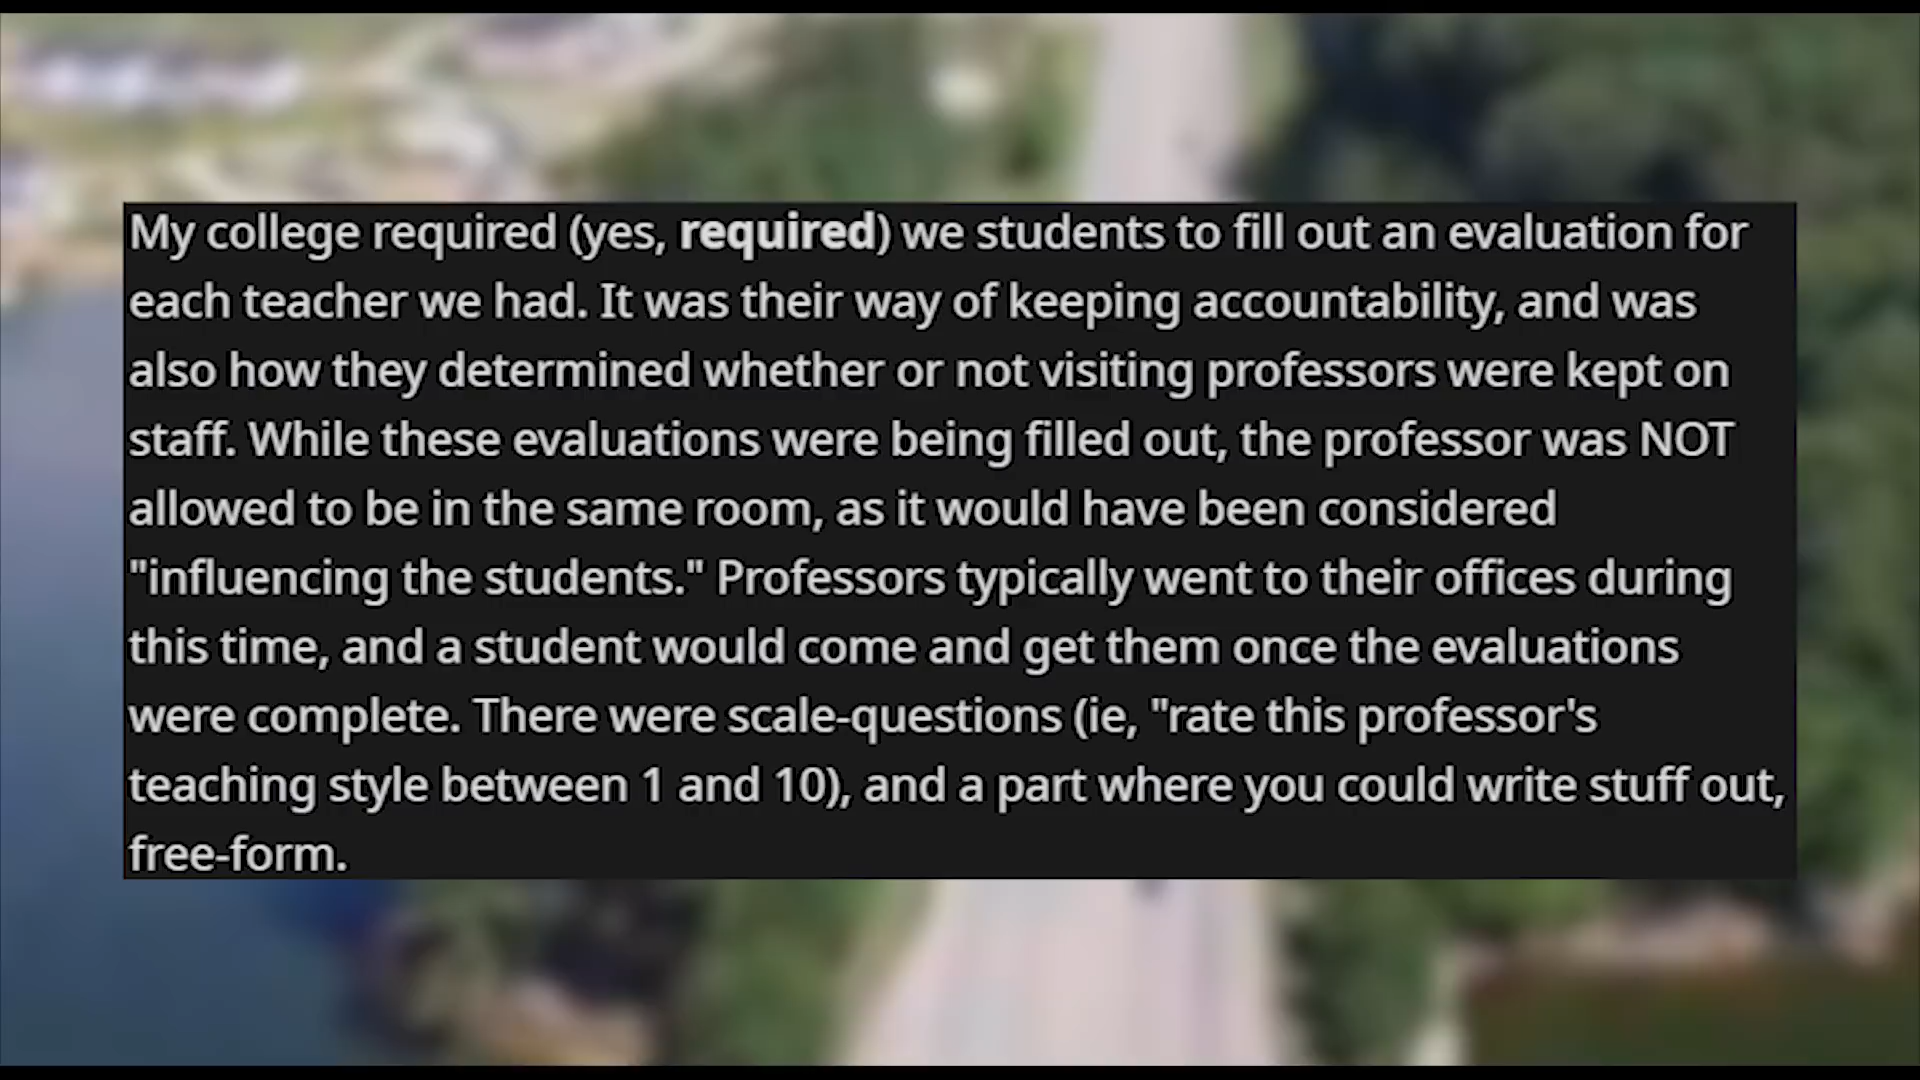 My college required (yes, required) we students to fill out an evaluation for
each teacher we had. It was their way of keeping accountability, and was
also how they determined whether or not visiting professors were kept on
staff. While these evaluations were being filled out, the professor was NOT
allowed to be in the same room, as it would have been considered
"influencing the students." Professors typically went to their offices during
this time, and a student would come and get them once the evaluations
were complete. There were scale-questions (ie, "rate this professor's
teaching style between 1 and 10), and a part where you could write stuff out,
free-form.